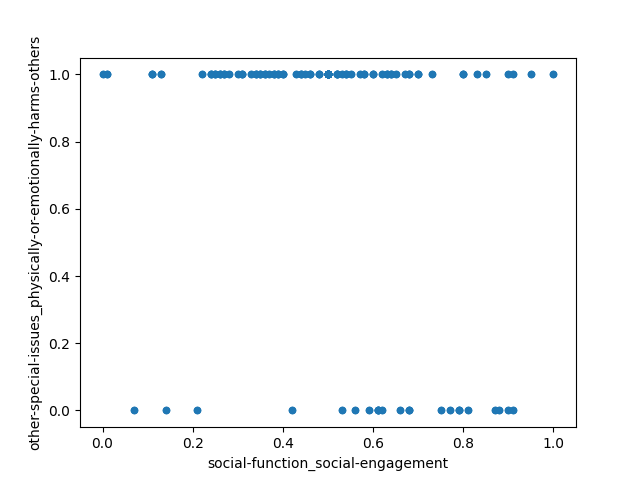 1.0
0.8
0.6
0.4
0.2
0.0
other-special-issues_physically-or-emotionally-harms-others
0.0 0.2 0.4 0.6 0.8 1.0
social-function_social-engagement